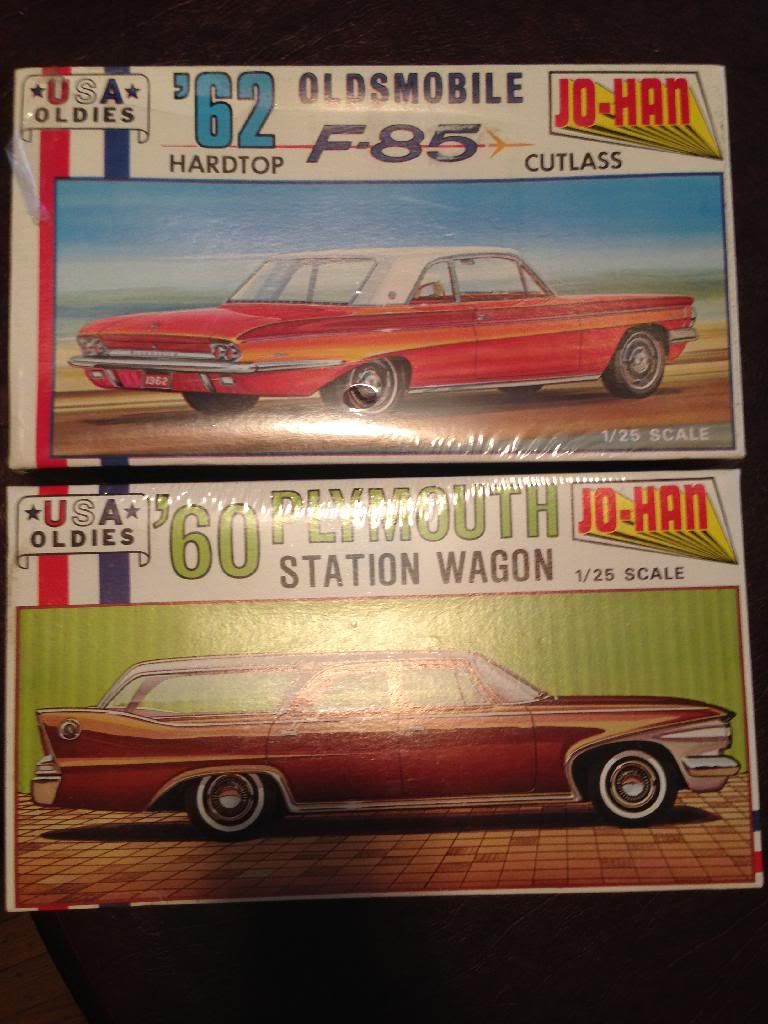 USA
OLDIES
'62
OLDSMOBILE
F-85
HARDTOP
CUTLASS
JO-HAN
1962
1/25 SCALE
USA
OLDIES
'60 PLYMOUTH
STATION WAGON
JO-HAN
1/25 SCALE